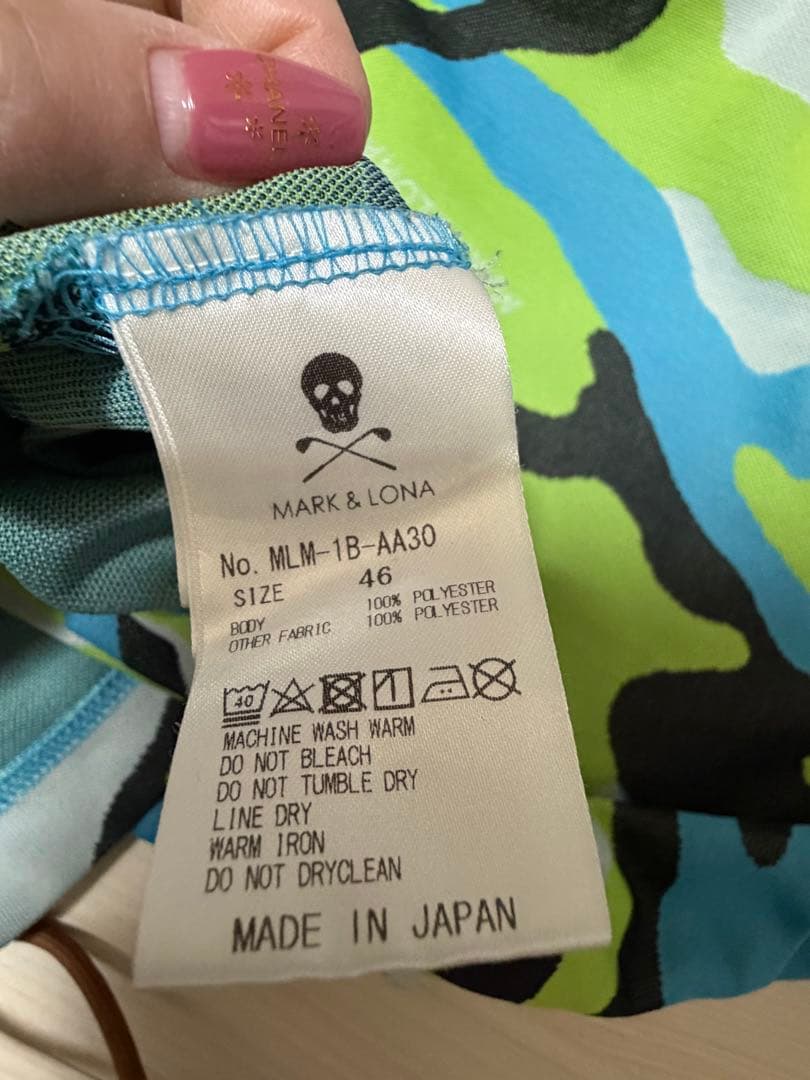 CHANEL
MARK & LONA
No. MLM-1B-AA30
SIZE 46
BODY 100% POLYESTER
OTHER FABRIC 100% POLYESTER
40
MACHINE WASH WARM
DO NOT BLEACH
DO NOT TUMBLE DRY
LINE DRY
WARM IRON
DO NOT DRYCLEAN
MADE IN JAPAN